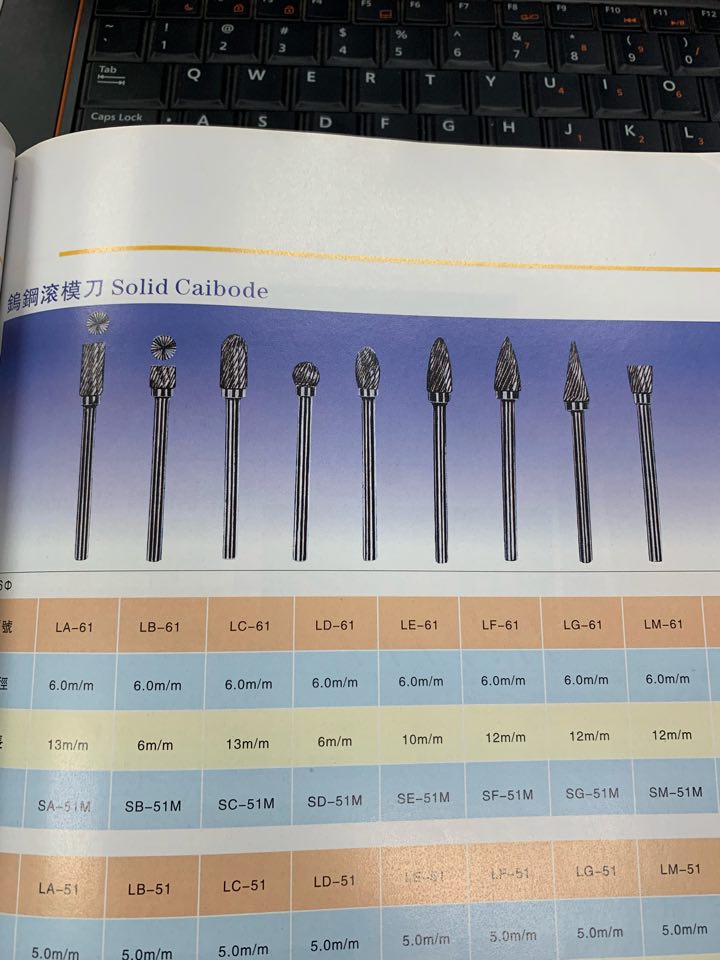 F5 F6 F7 F8 F9 F10 F11 F12
~ ! @ # $ % ^ & * ( )
` 1 2 3 4 5 6 7 7 8 8 9 9 0 /
Tab Q W E R T Y U 4 I 5 O 6
Caps Lock A S D F G H J 1 K 2 L 3
鎢鋼滾模刀 Solid Caibode
6Φ
號 LA-61 LB-61 LC-61 LD-61 LE-61 LF-61 LG-61 LM-61
徑 6.0m/m 6.0m/m 6.0m/m 6.0m/m 6.0m/m 6.0m/m 6.0m/m 6.0m/m
長 13m/m 6m/m 13m/m 6m/m 10m/m 12m/m 12m/m 12m/m
SA-51M SB-51M SC-51M SD-51M SE-51M SF-51M SG-51M SM-51M
LA-51 LB-51 LC-51 LD-51 LE-51 LF-51 LG-51 LM-51
5.0m/m 5.0m/m 5.0m/m 5.0m/m 5.0m/m 5.0m/m 5.0m/m 5.0m/m